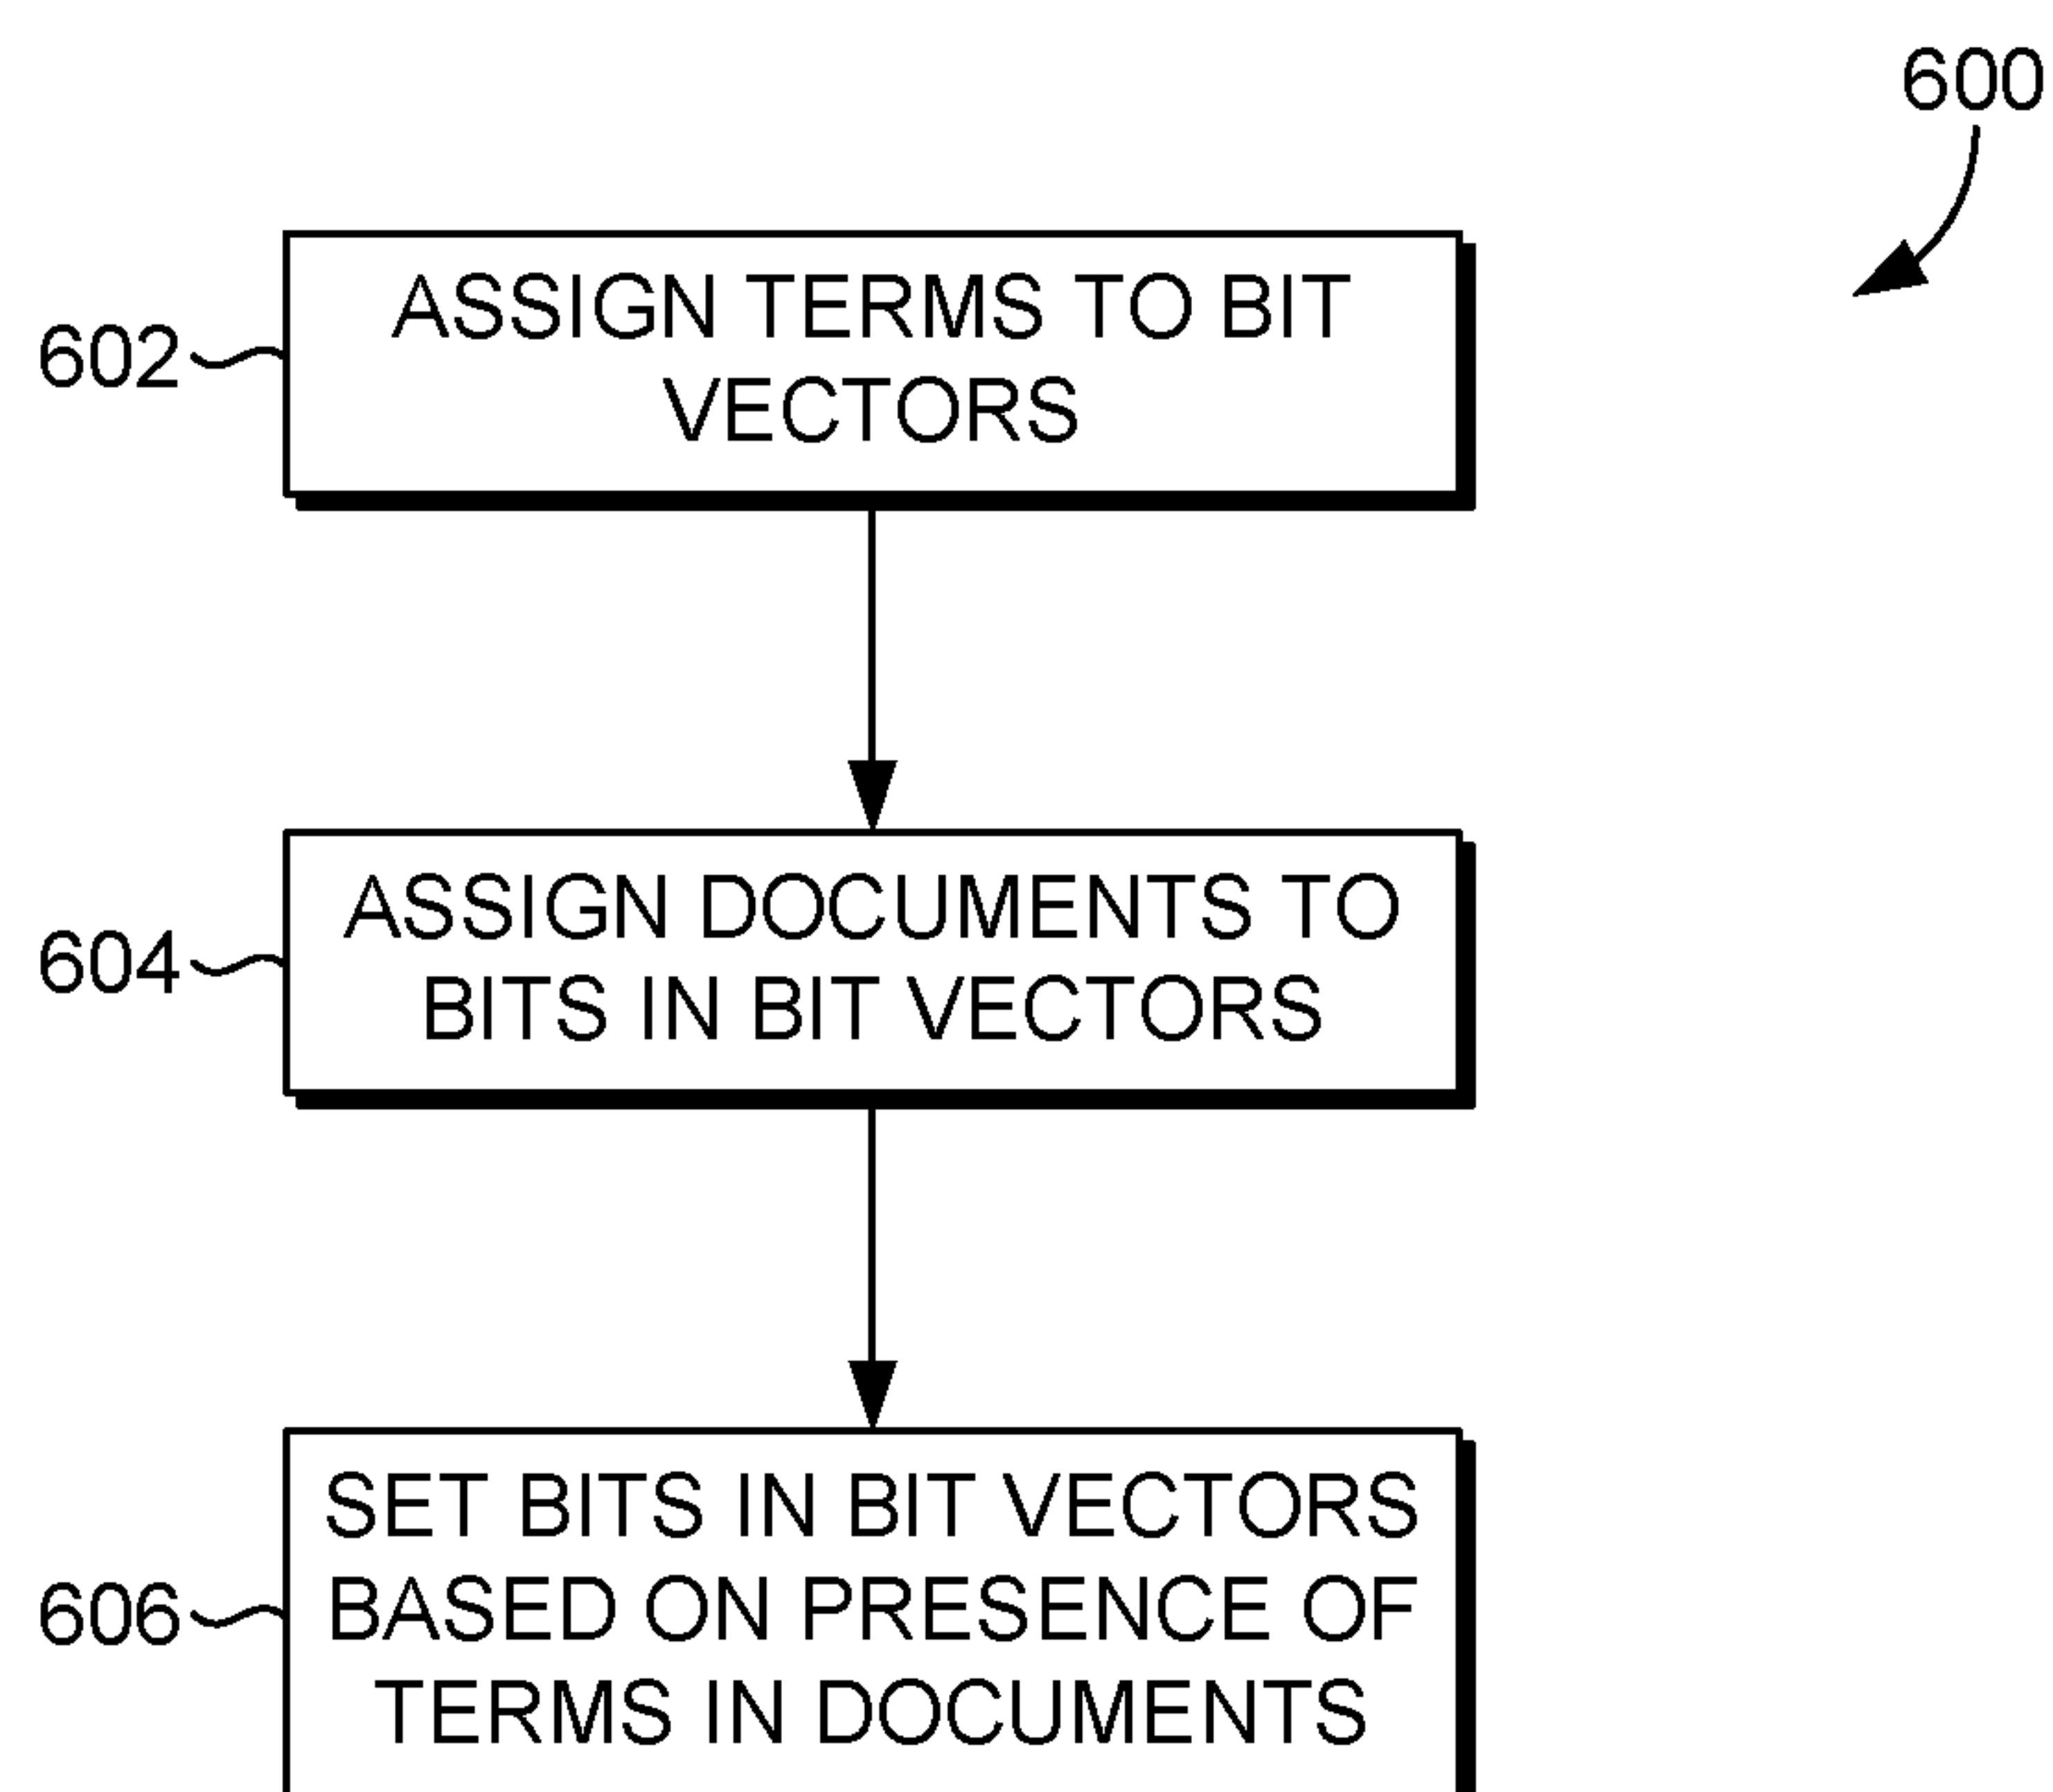 600
602
ASSIGN TERMS TO BIT
VECTORS
604
ASSIGN DOCUMENTS TO
BITS IN BIT VECTORS
606
SET BITS IN BIT VECTORS
BASED ON PRESENCE OF
TERMS IN DOCUMENTS